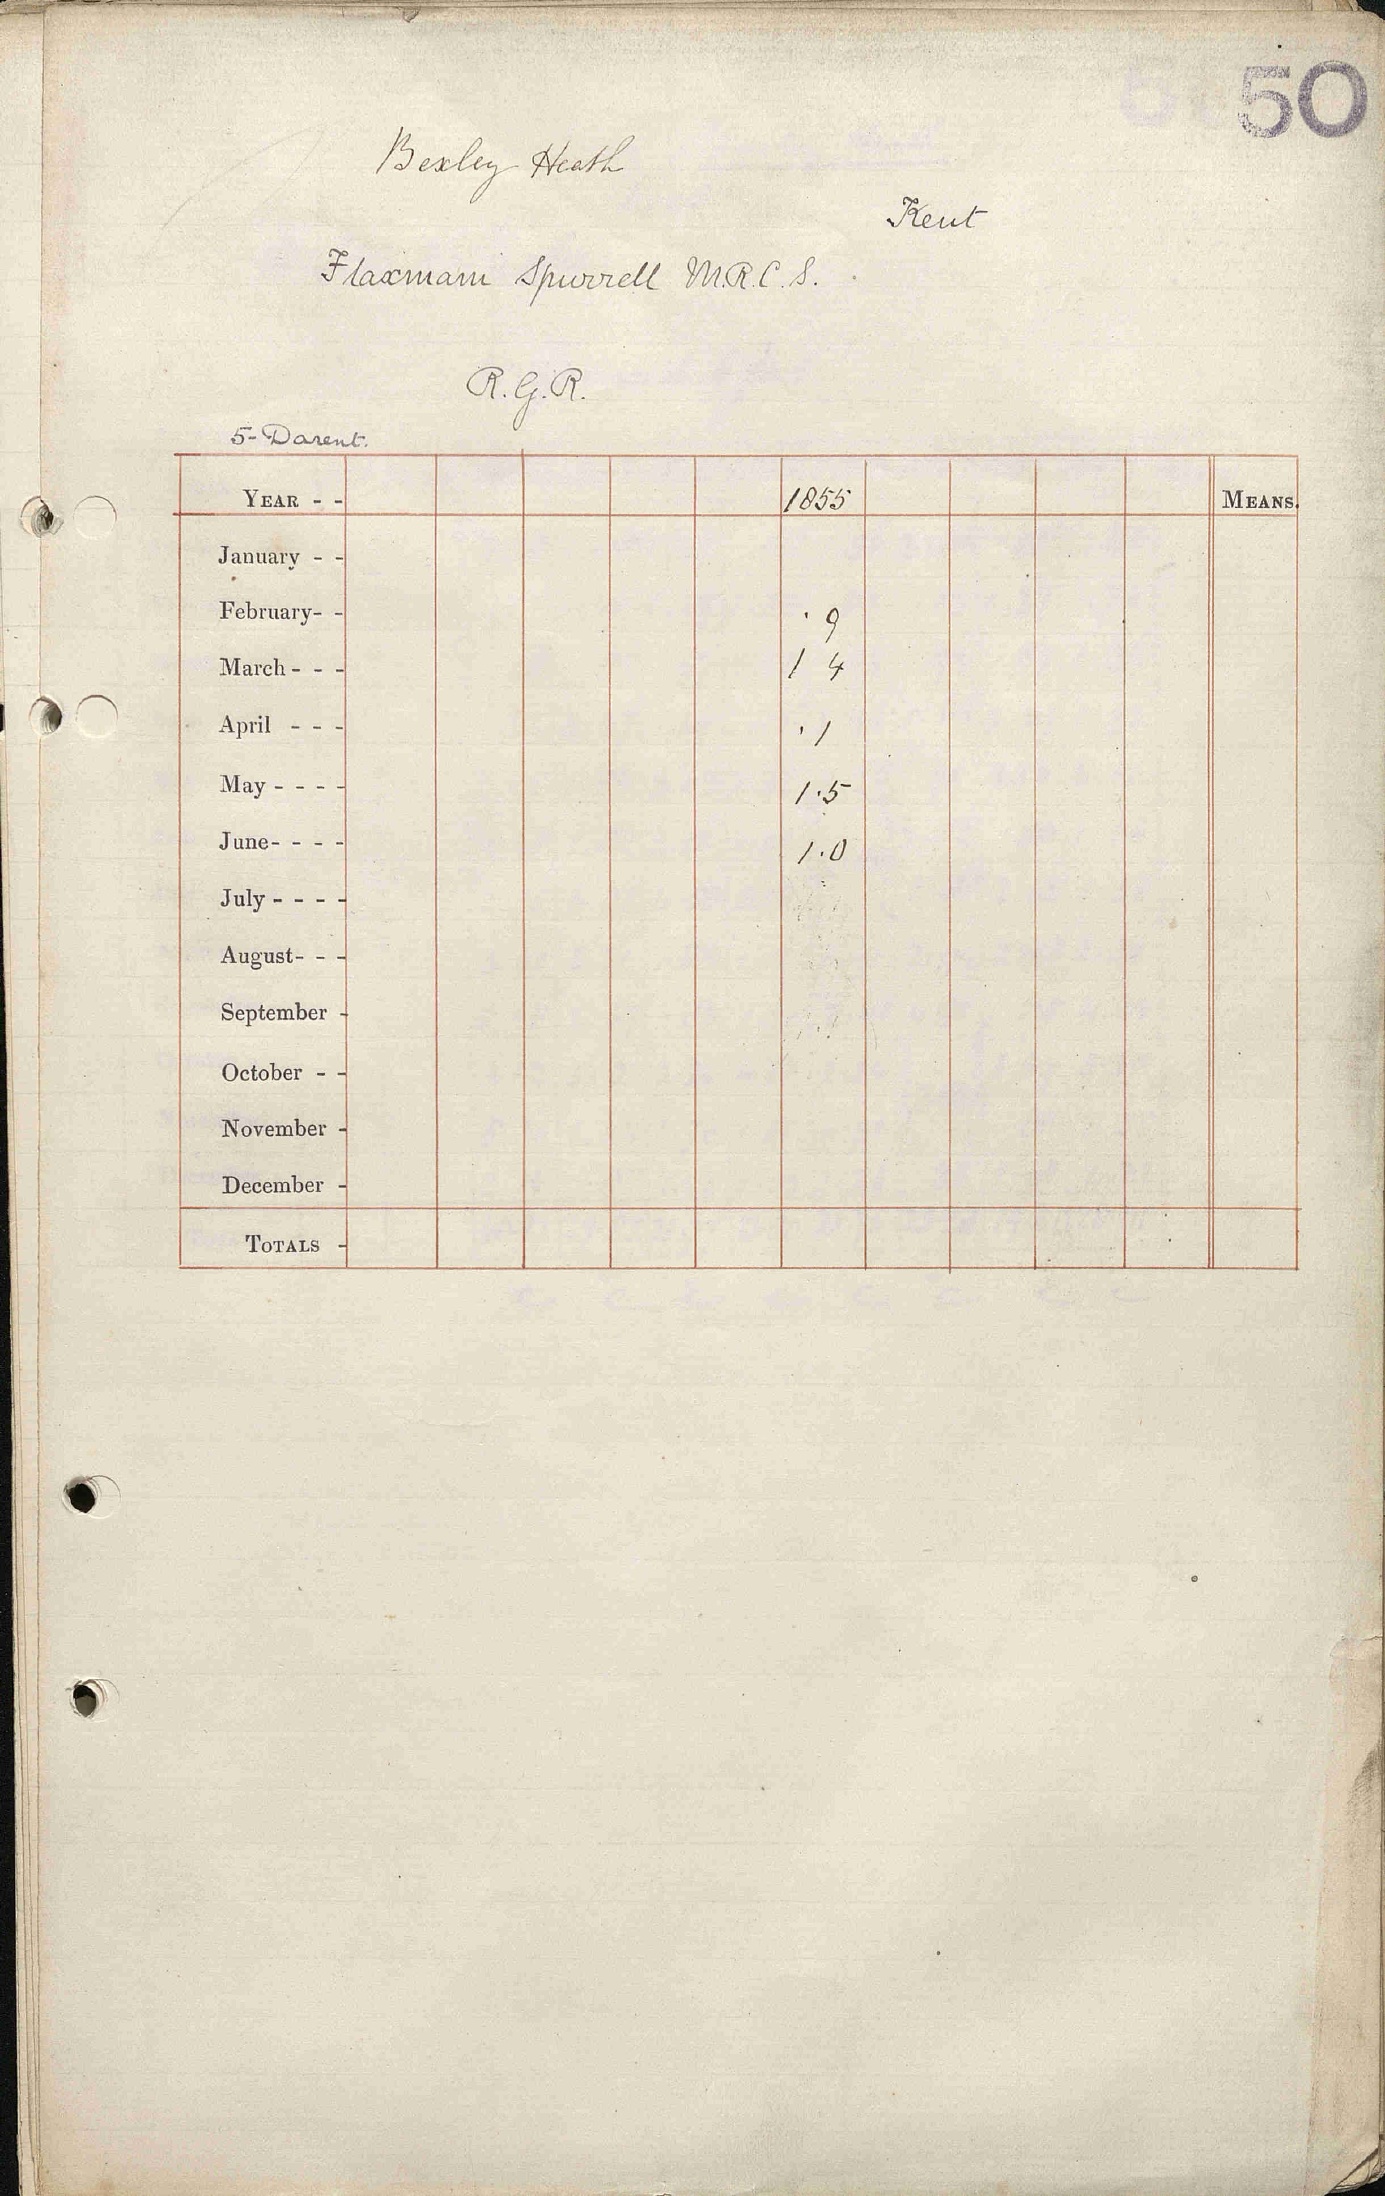 50
Bexley Heath
Kent
Flaxmam Spurrell M.R.C.S.
R.G.R.
5-Darent.
YEAR - - 1855 MEANS.
January - -
February- - ·9
March - - - 1 4
April - - - ·1
May - - - - 1·5
June- - - - 1·0
July - - - -
August- - -
September -
October - -
November -
December -
TOTALS -